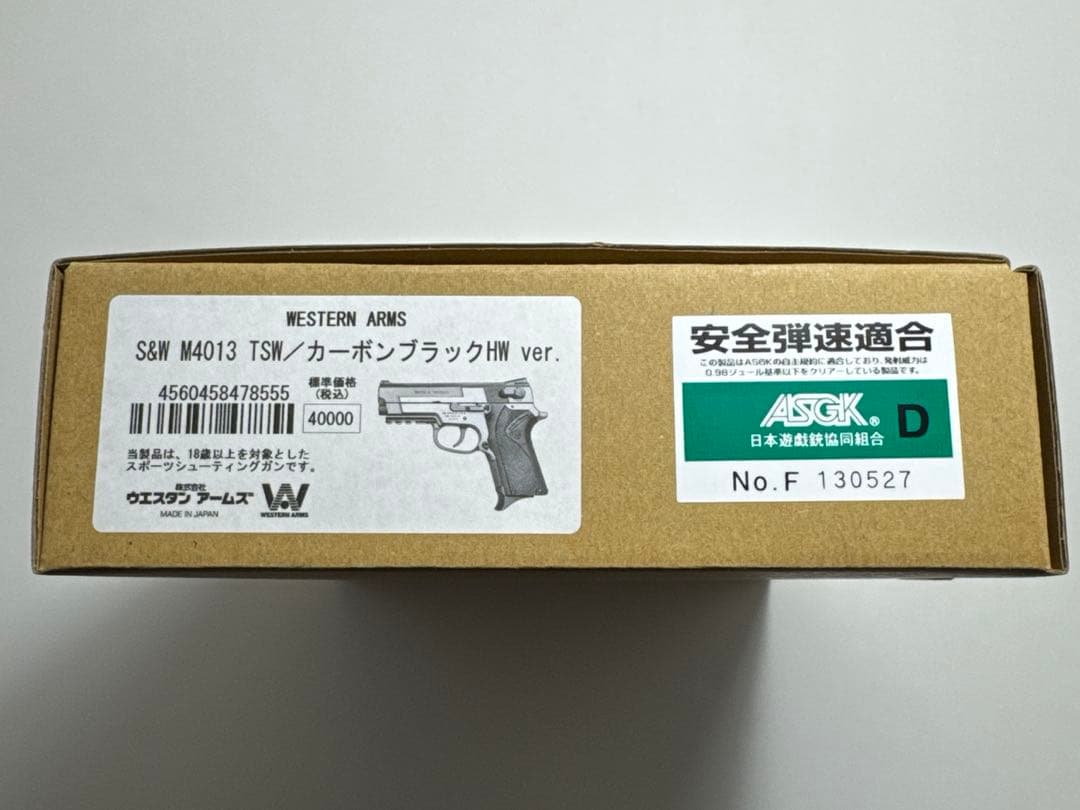 WESTERN ARMS
S&W M4013 TSW／カーボンブラックHW ver.
4560458478555
標準価格
(税込)
40000
当製品は、18歳以上を対象とした
スポーツシューティングガンです。
株式会社
ウエスタン アームズ
MADE IN JAPAN
WESTERN ARMS
安全弾速適合
この製品はASGKの自主規約に適合しており、発射威力は
0.98ジュール基準以下をクリアーしている製品です。
ASGK® D
日本遊戯銃協同組合
No.F 130527